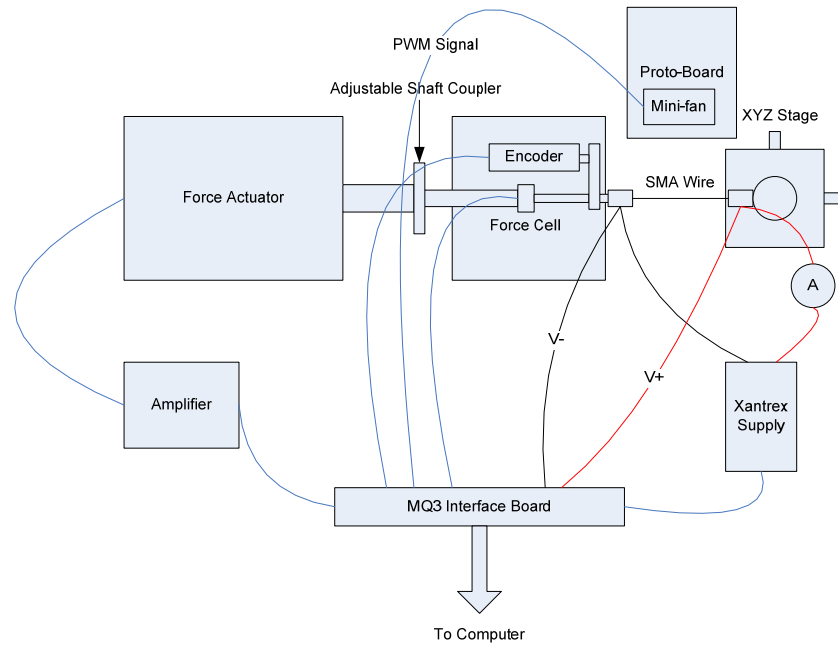 PWM Signal
Proto-Board
Mini-fan
Adjustable Shaft Coupler
XYZ Stage
Encoder
Force Actuator
SMA Wire
Force Cell
A
V-
V+
Amplifier
Xantrex
Supply
MQ3 Interface Board
To Computer